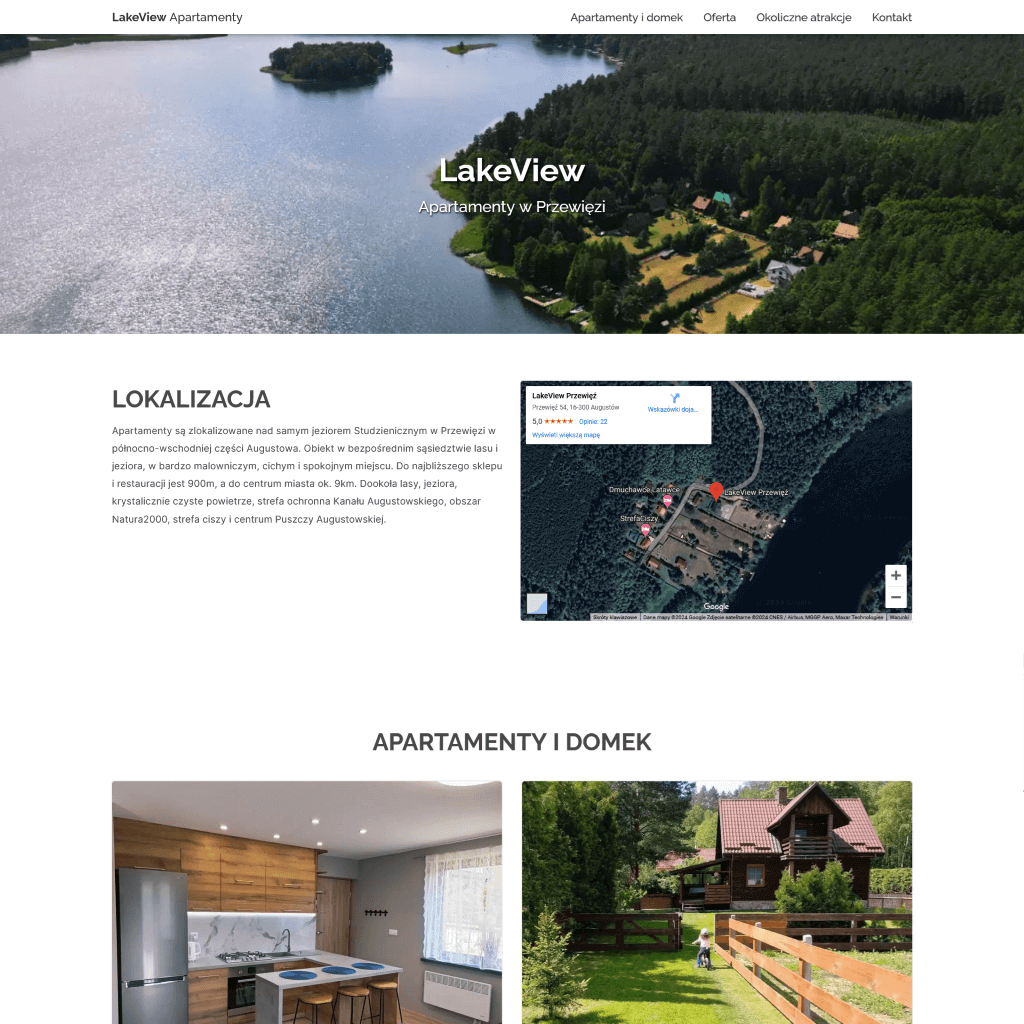 LakeView Apartamenty
Apartamenty i domek Oferta Okoliczne atrakcje Kontakt
LakeView
Apartamenty w Przewięzi
LOKALIZACJA
Apartamenty są zlokalizowane nad samym jeziorem Studzienicznym w Przewięzi w
północno-wschodniej części Augustowa. Obiekt w bezpośrednim sąsiedztwie lasu i
jeziora, w bardzo malowniczym, cichym i spokojnym miejscu. Do najbliższego sklepu
i restauracji jest 900m, a do centrum miasta ok. 9km. Dookoła lasy, jeziora,
krystalicznie czyste powietrze, strefa ochronna Kanału Augustowskiego, obszar
Natura2000, strefa ciszy i centrum Puszczy Augustowskiej.
LakeView Przewięź
Przewięź 54, 16-300 Augustów
Wskazówki doja...
5,0 ★★★★★ Opinie: 22
Wyświetl większą mapę
Dmuchawce Latawce
LakeView Przewięź
StrefaCiszy
+
−
Google
Skróty klawiszowe Dane mapy ©2024 Google Zdjęcia satelitarne ©2024 CNES / Airbus, MGGP Aero, Maxar Technologies Warunki
APARTAMENTY I DOMEK